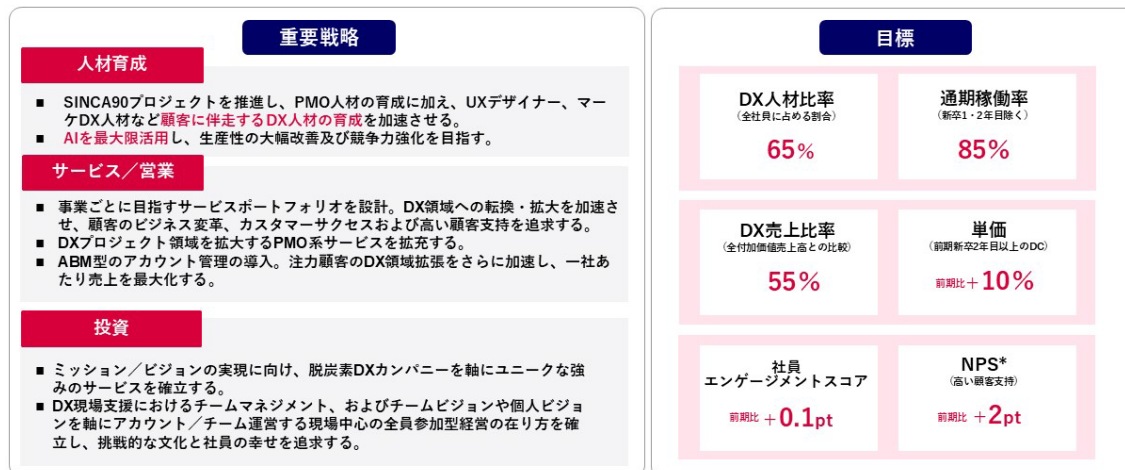 重要戦略
人材育成
■ SINCA90プロジェクトを推進し、PMO人材の育成に加え、UXデザイナー、マー
ケDX人材など顧客に伴走するDX人材の育成を加速させる。
■ AIを最大限活用し、生産性の大幅改善及び競争力強化を目指す。
サービス／営業
■ 事業ごとに目指すサービスポートフォリオを設計。DX領域への転換・拡大を加速さ
せ、顧客のビジネス変革、カスタマーサクセスおよび高い顧客支持を追求する。
■ DXプロジェクト領域を拡大するPMO系サービスを拡充する。
■ ABM型のアカウント管理の導入。注力顧客のDX領域拡張をさらに加速し、一社あ
たり売上を最大化する。
投資
■ ミッション／ビジョンの実現に向け、脱炭素DXカンパニーを軸にユニークな強
みのサービスを確立する。
■ DX現場支援におけるチームマネジメント、およびチームビジョンや個人ビジョ
ンを軸にアカウント／チーム運営する現場中心の全員参加型経営の在り方を確
立し、挑戦的な文化と社員の幸せを追求する。
目標
DX人材比率
（全社員に占める割合）
65%
通期稼働率
（新卒1・2年目除く）
85%
DX売上比率
（全付加価値売上高との比較）
55%
単価
（前期新卒2年目以上のDC）
前期比＋10%
社員
エンゲージメントスコア
前期比 ＋0.1pt
NPS*
（高い顧客支持）
前期比 ＋2pt